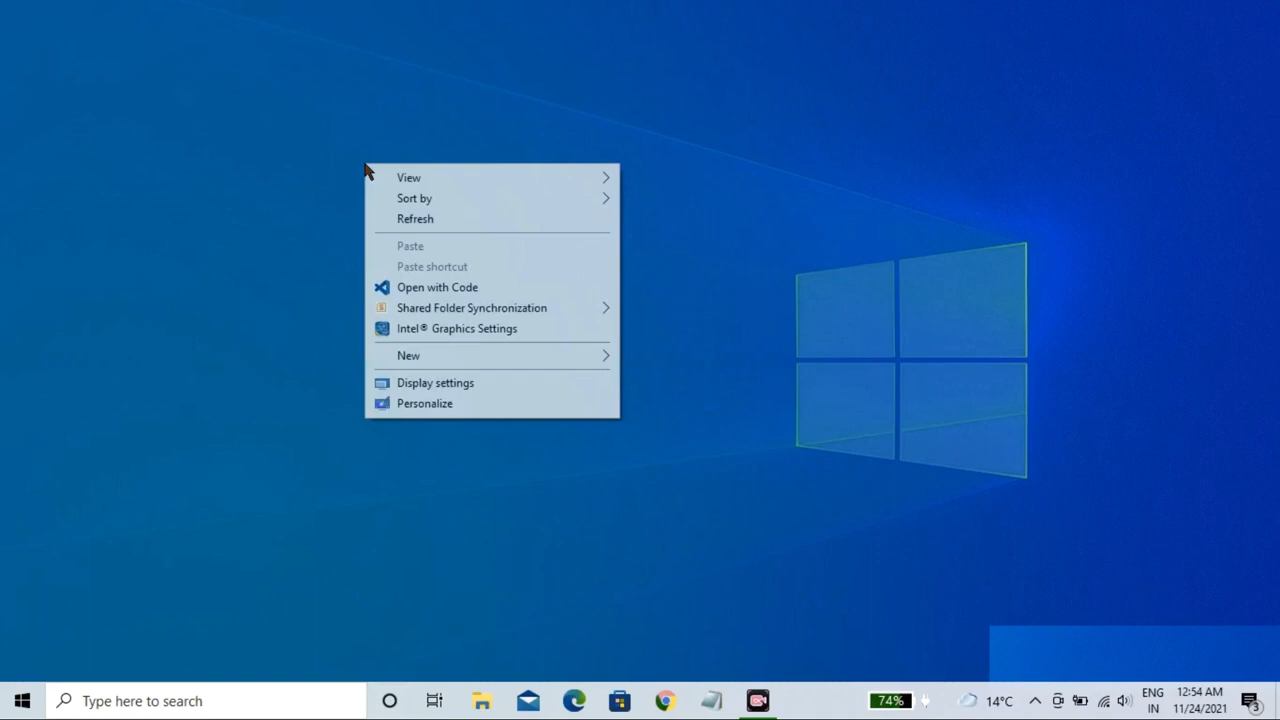 View
Sort by
Refresh
Paste
Paste shortcut
Open with Code
Shared Folder Synchronization
Intel® Graphics Settings
New
Display settings
Personalize
Type here to search
74%
14°C
ENG
IN
12:54 AM
11/24/2021
3